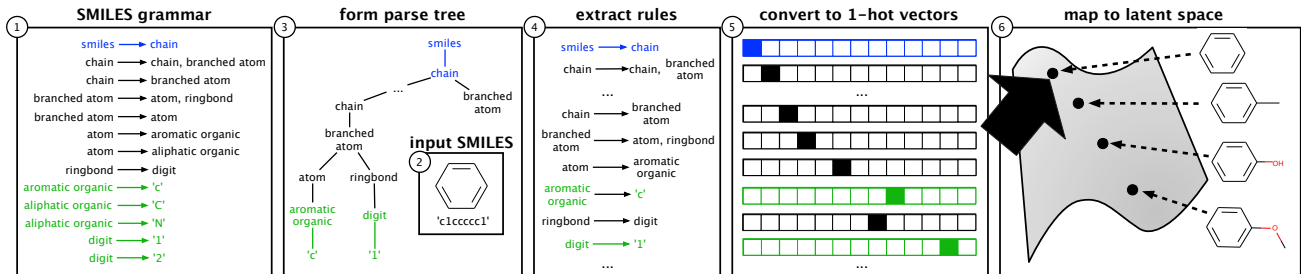 SMILES grammar
1
smiles → chain
chain → chain, branched atom
chain → branched atom
branched atom → atom, ringbond
branched atom → atom
atom → aromatic organic
atom → aliphatic organic
ringbond → digit
aromatic organic → 'c'
aliphatic organic → 'C'
aliphatic organic → 'N'
digit → '1'
digit → '2'
form parse tree
3
smiles
chain
...
branched
atom
chain
branched
atom
atom
ringbond
aromatic
organic
digit
'c'
'1'
input SMILES
2
'c1ccccc1'
extract rules
4
smiles → chain
chain → chain, branched
atom
...
chain → branched
atom
branched
atom → atom, ringbond
atom → aromatic
organic
aromatic
organic → 'c'
ringbond → digit
digit → '1'
...
convert to 1-hot vectors
5
...
...
map to latent space
6
OH
O